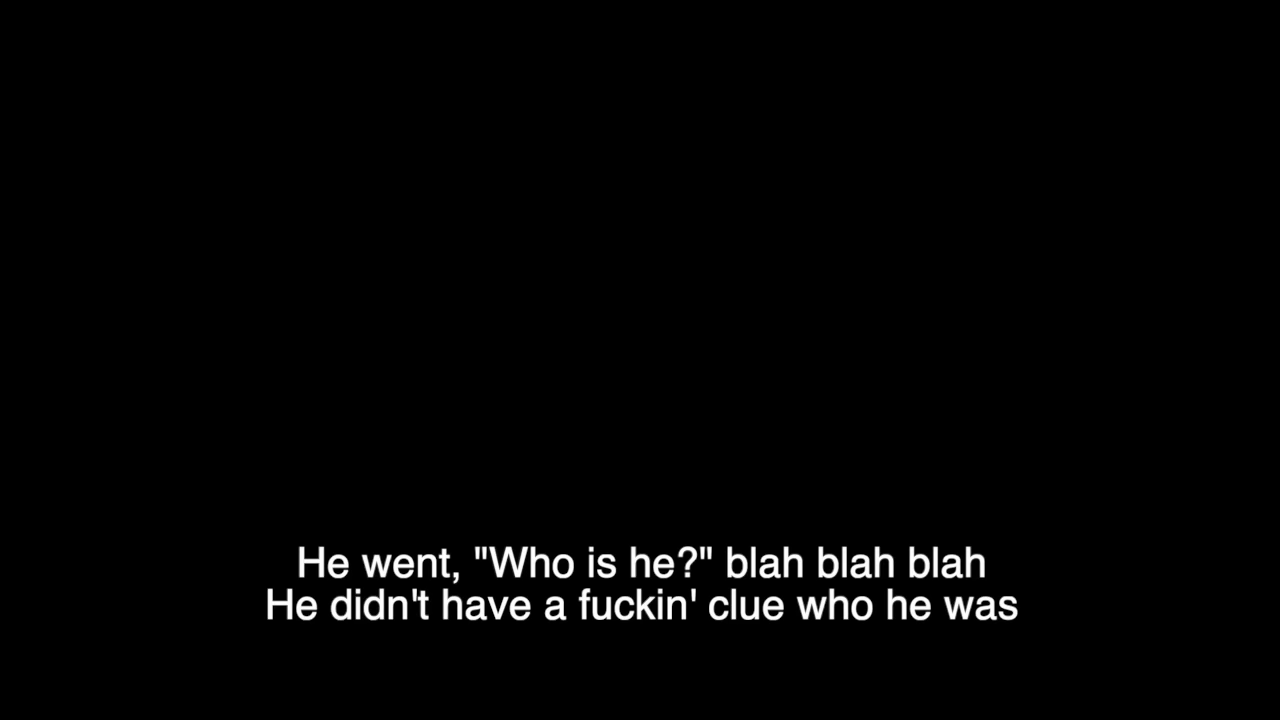 He went, "Who is he?" blah blah blah
He didn't have a fuckin' clue who he was